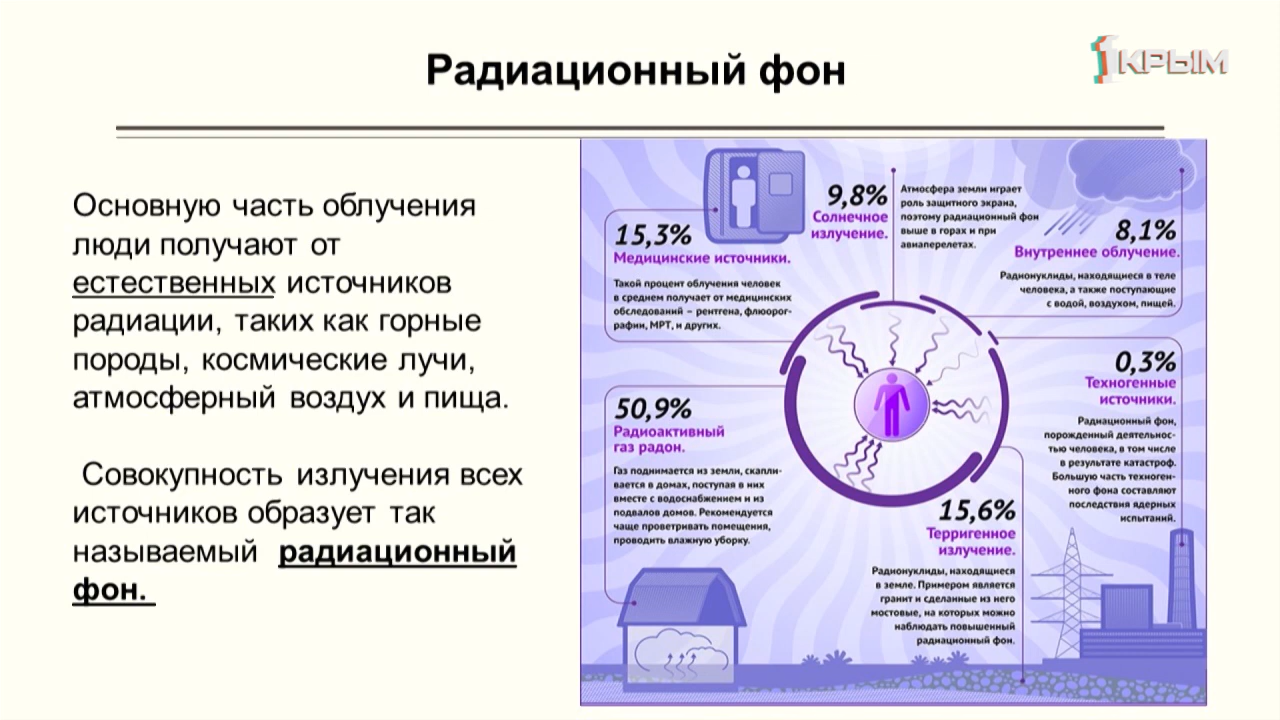 Радиационный фон
1КРЫМ
Основную часть облучения
люди получают от
естественных источников
радиации, таких как горные
породы, космические лучи,
атмосферный воздух и пища.
Совокупность излучения всех
источников образует так
называемый радиационный
фон.
15,3%
Медицинские источники.
Такой процент облучения человек
в среднем получает от медицинских
обследований – рентгена, флюорог-
рафии, МРТ, и других.
9,8%
Солнечное
излучение.
Атмосфера земли играет
роль защитного экрана,
поэтому радиационный фон
выше в горах и при
авиаперелетах.
8,1%
Внутреннее облучение.
Радионуклиды, находящиеся в теле
человека, а также поступающие
с водой, воздухом, пищей.
50,9%
Радиоактивный
газ радон.
Газ поднимается из земли, скапли-
вается в домах, поступая в них
вместе с водоснабжением и из
подвалов домов. Рекомендуется
чаще проветривать помещения,
проводить влажную уборку.
0,3%
Техногенные
источники.
Радиационный фон,
порожденный деятельнос-
тью человека, в том числе
в результате катастроф.
Большую часть техноген-
ного фона составляют
последствия ядерных
испытаний.
15,6%
Терригенное
излучение.
Радионуклиды, находящиеся
в земле. Примером является
гранит и сделанные из него
мостовые, на которых можно
наблюдать повышенный
радиационный фон.